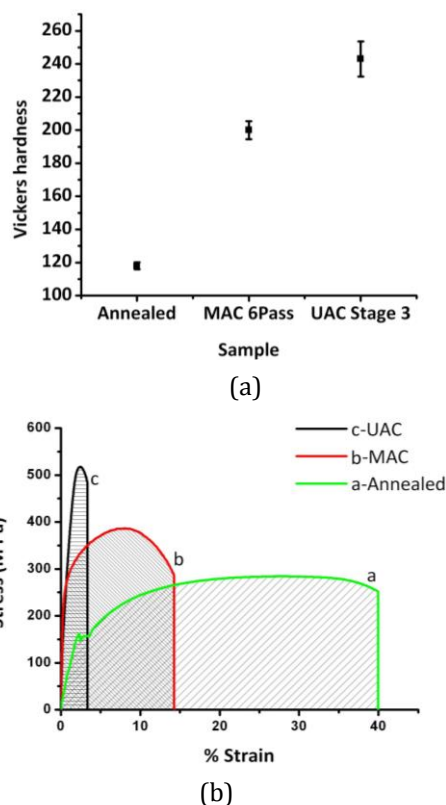 260
240
220
200
180
160
140
120
100
Vickers hardness
Annealed MAC 6Pass UAC Stage 3
Sample
(a)
600
500
400
300
200
100
0
c-UAC
b-MAC
a-Annealed
c
b
a
0 10 20 30 40
% Strain
(b)